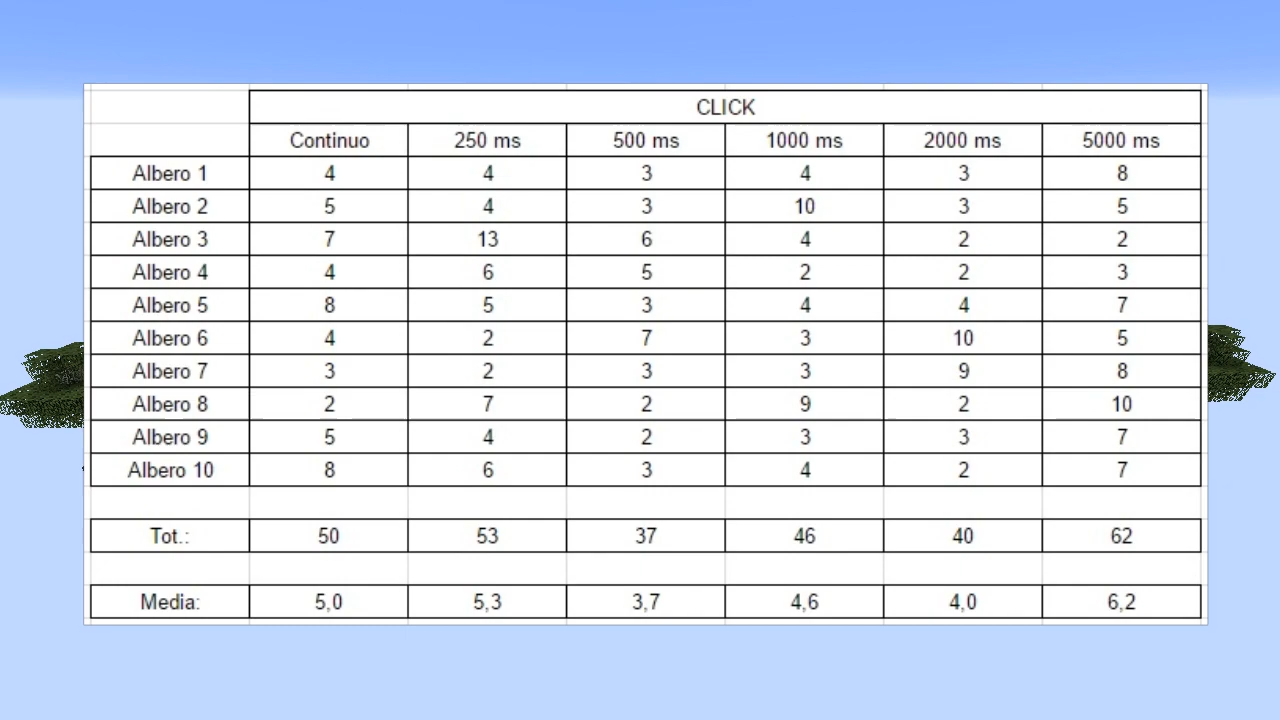 CLICK
Continuo 250 ms 500 ms 1000 ms 2000 ms 5000 ms
Albero 1 4 4 3 4 3 8
Albero 2 5 4 3 10 3 5
Albero 3 7 13 6 4 2 2
Albero 4 4 6 5 2 2 3
Albero 5 8 5 3 4 4 7
Albero 6 4 2 7 3 10 5
Albero 7 3 2 3 3 9 8
Albero 8 2 7 2 9 2 10
Albero 9 5 4 2 3 3 7
Albero 10 8 6 3 4 2 7
Tot.: 50 53 37 46 40 62
Media: 5,0 5,3 3,7 4,6 4,0 6,2